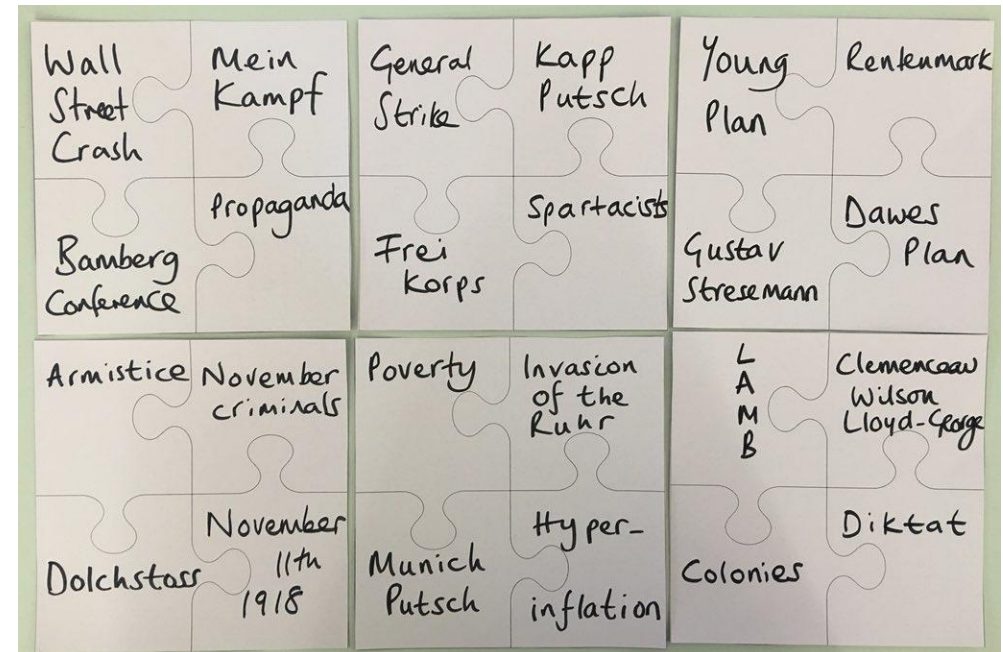 Wall
Street
Crash
Mein
Kampf
Bamberg
Conference
Propaganda
General
Strike
Kapp
Putsch
Frei
Korps
Spartacists
Young
Plan
Rentenmark
Gustav
Stresemann
Dawes
Plan
Armistice
November
criminals
Dolchstoss
November
11th
1918
Poverty
Invasion
of the
Ruhr
Munich
Putsch
Hyper-
inflation
L
A
M
B
Clemenceau
Wilson
Lloyd-George
Colonies
Diktat